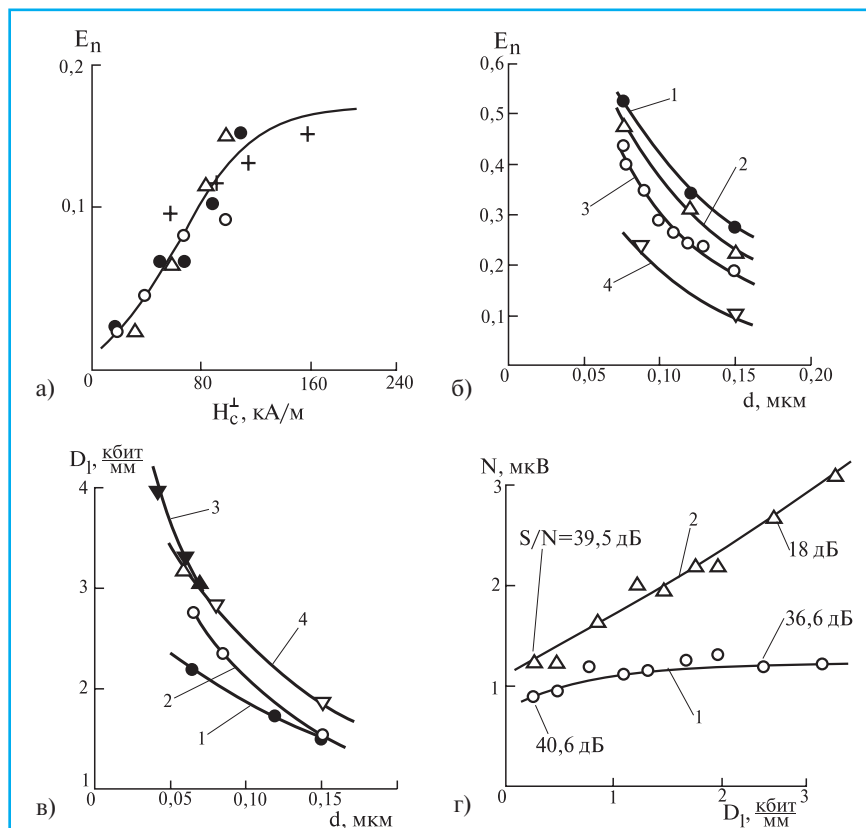 Eₙ
0,2
0,1
0
80
160
240
H_c^⊥, кА/м
а)
Eₙ
0,6
0,5
0,4
0,3
0,2
0,1
0
0,05
0,10
0,15
0,20
d, мкм
1
2
3
4
б)
Dₗ, кбит/мм
4
3
2
1
0
0,05
0,10
0,15
d, мкм
3
4
2
1
в)
N, мкВ
3
2
1
0
1
2
3
Dₗ, кбит/мм
S/N=39,5 дБ
2
18 дБ
36,6 дБ
1
40,6 дБ
г)